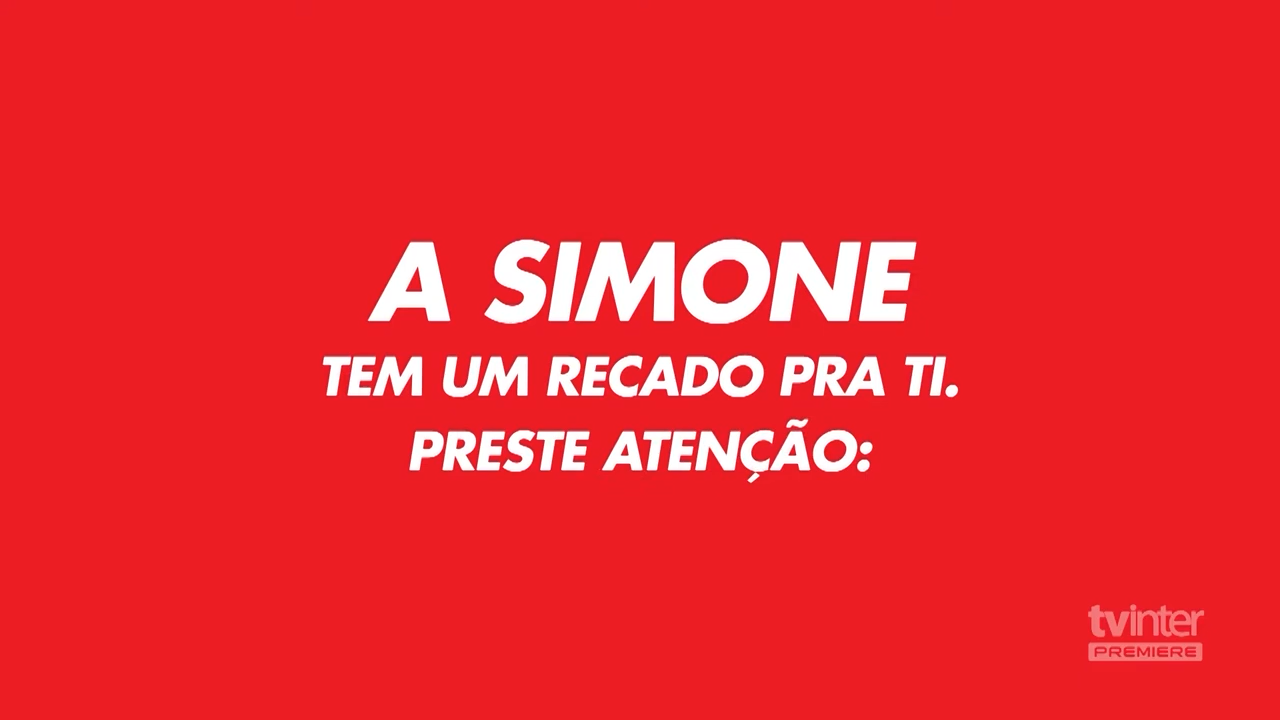 A SIMONE
TEM UM RECADO PRA TI.
PRESTE ATENÇÃO:
tvinter
PREMIERE